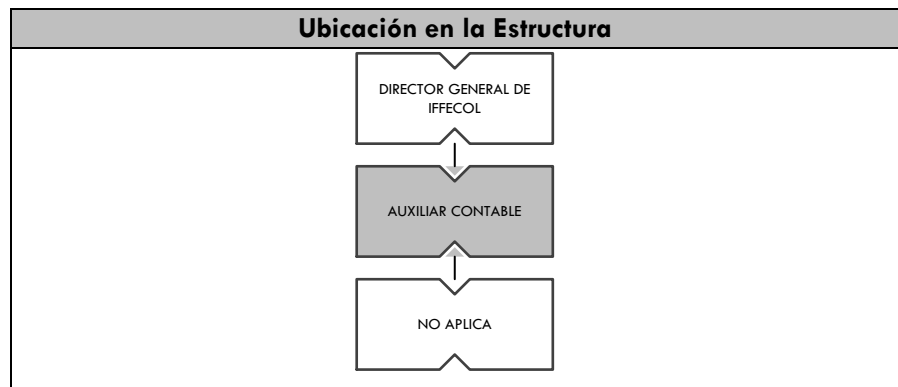 Ubicación en la Estructura
DIRECTOR GENERAL DE
IFFECOL
AUXILIAR CONTABLE
NO APLICA